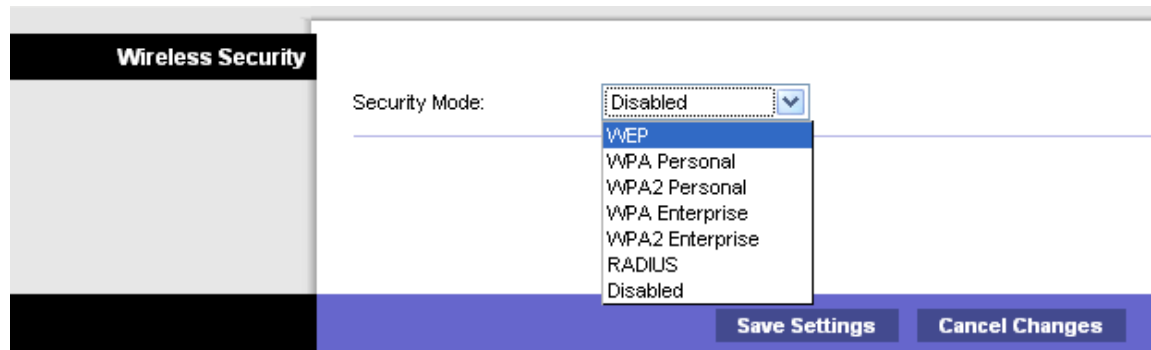 Wireless Security
Security Mode: Disabled
WEP
WPA Personal
WPA2 Personal
WPA Enterprise
WPA2 Enterprise
RADIUS
Disabled
Save Settings Cancel Changes